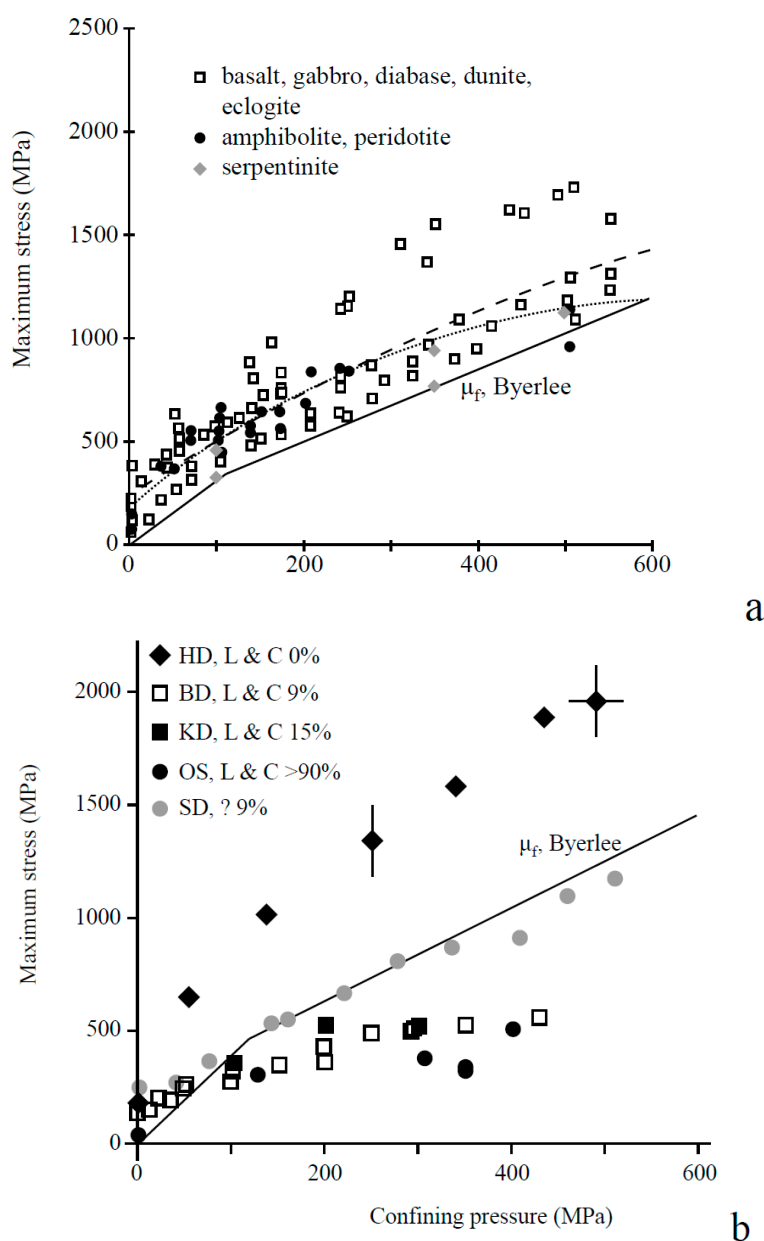 2500
2000
1500
1000
500
0
Maximum stress (MPa)
basalt, gabbro, diabase, dunite,
eclogite
amphibolite, peridotite
serpentinite
μf, Byerlee
0
200
400
600
a
HD, L & C 0%
BD, L & C 9%
KD, L & C 15%
OS, L & C >90%
SD, ? 9%
2000
1500
1000
500
0
Maximum stress (MPa)
μf, Byerlee
0
200
400
600
Confining pressure (MPa)
b